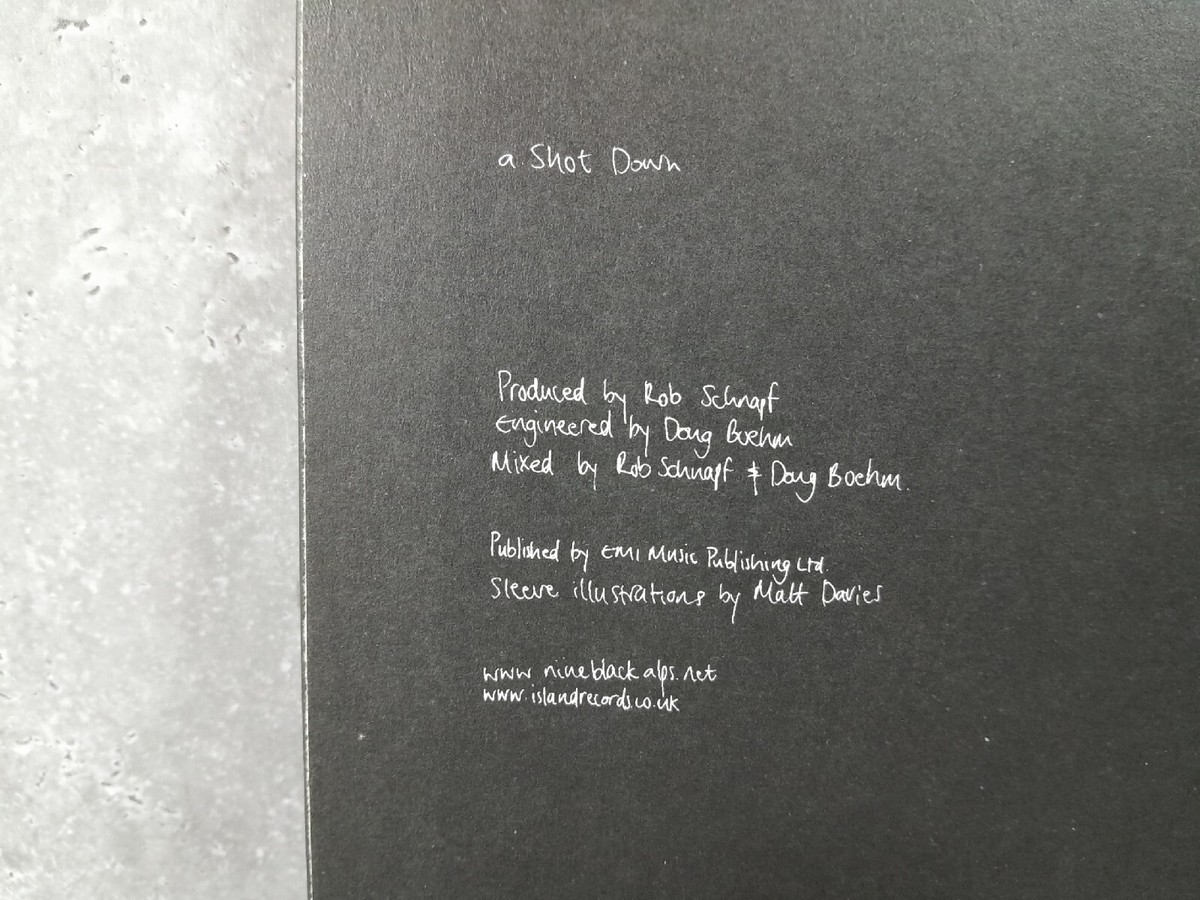 a Shot Down
Produced by Rob Schnapf
Engineered by Doug Boehm
Mixed by Rob Schnapf & Doug Boehm.
Published by EMI Music Publishing Ltd.
Sleeve illustrations by Matt Davies
www.nineblackalps.net
www.islandrecords.co.uk